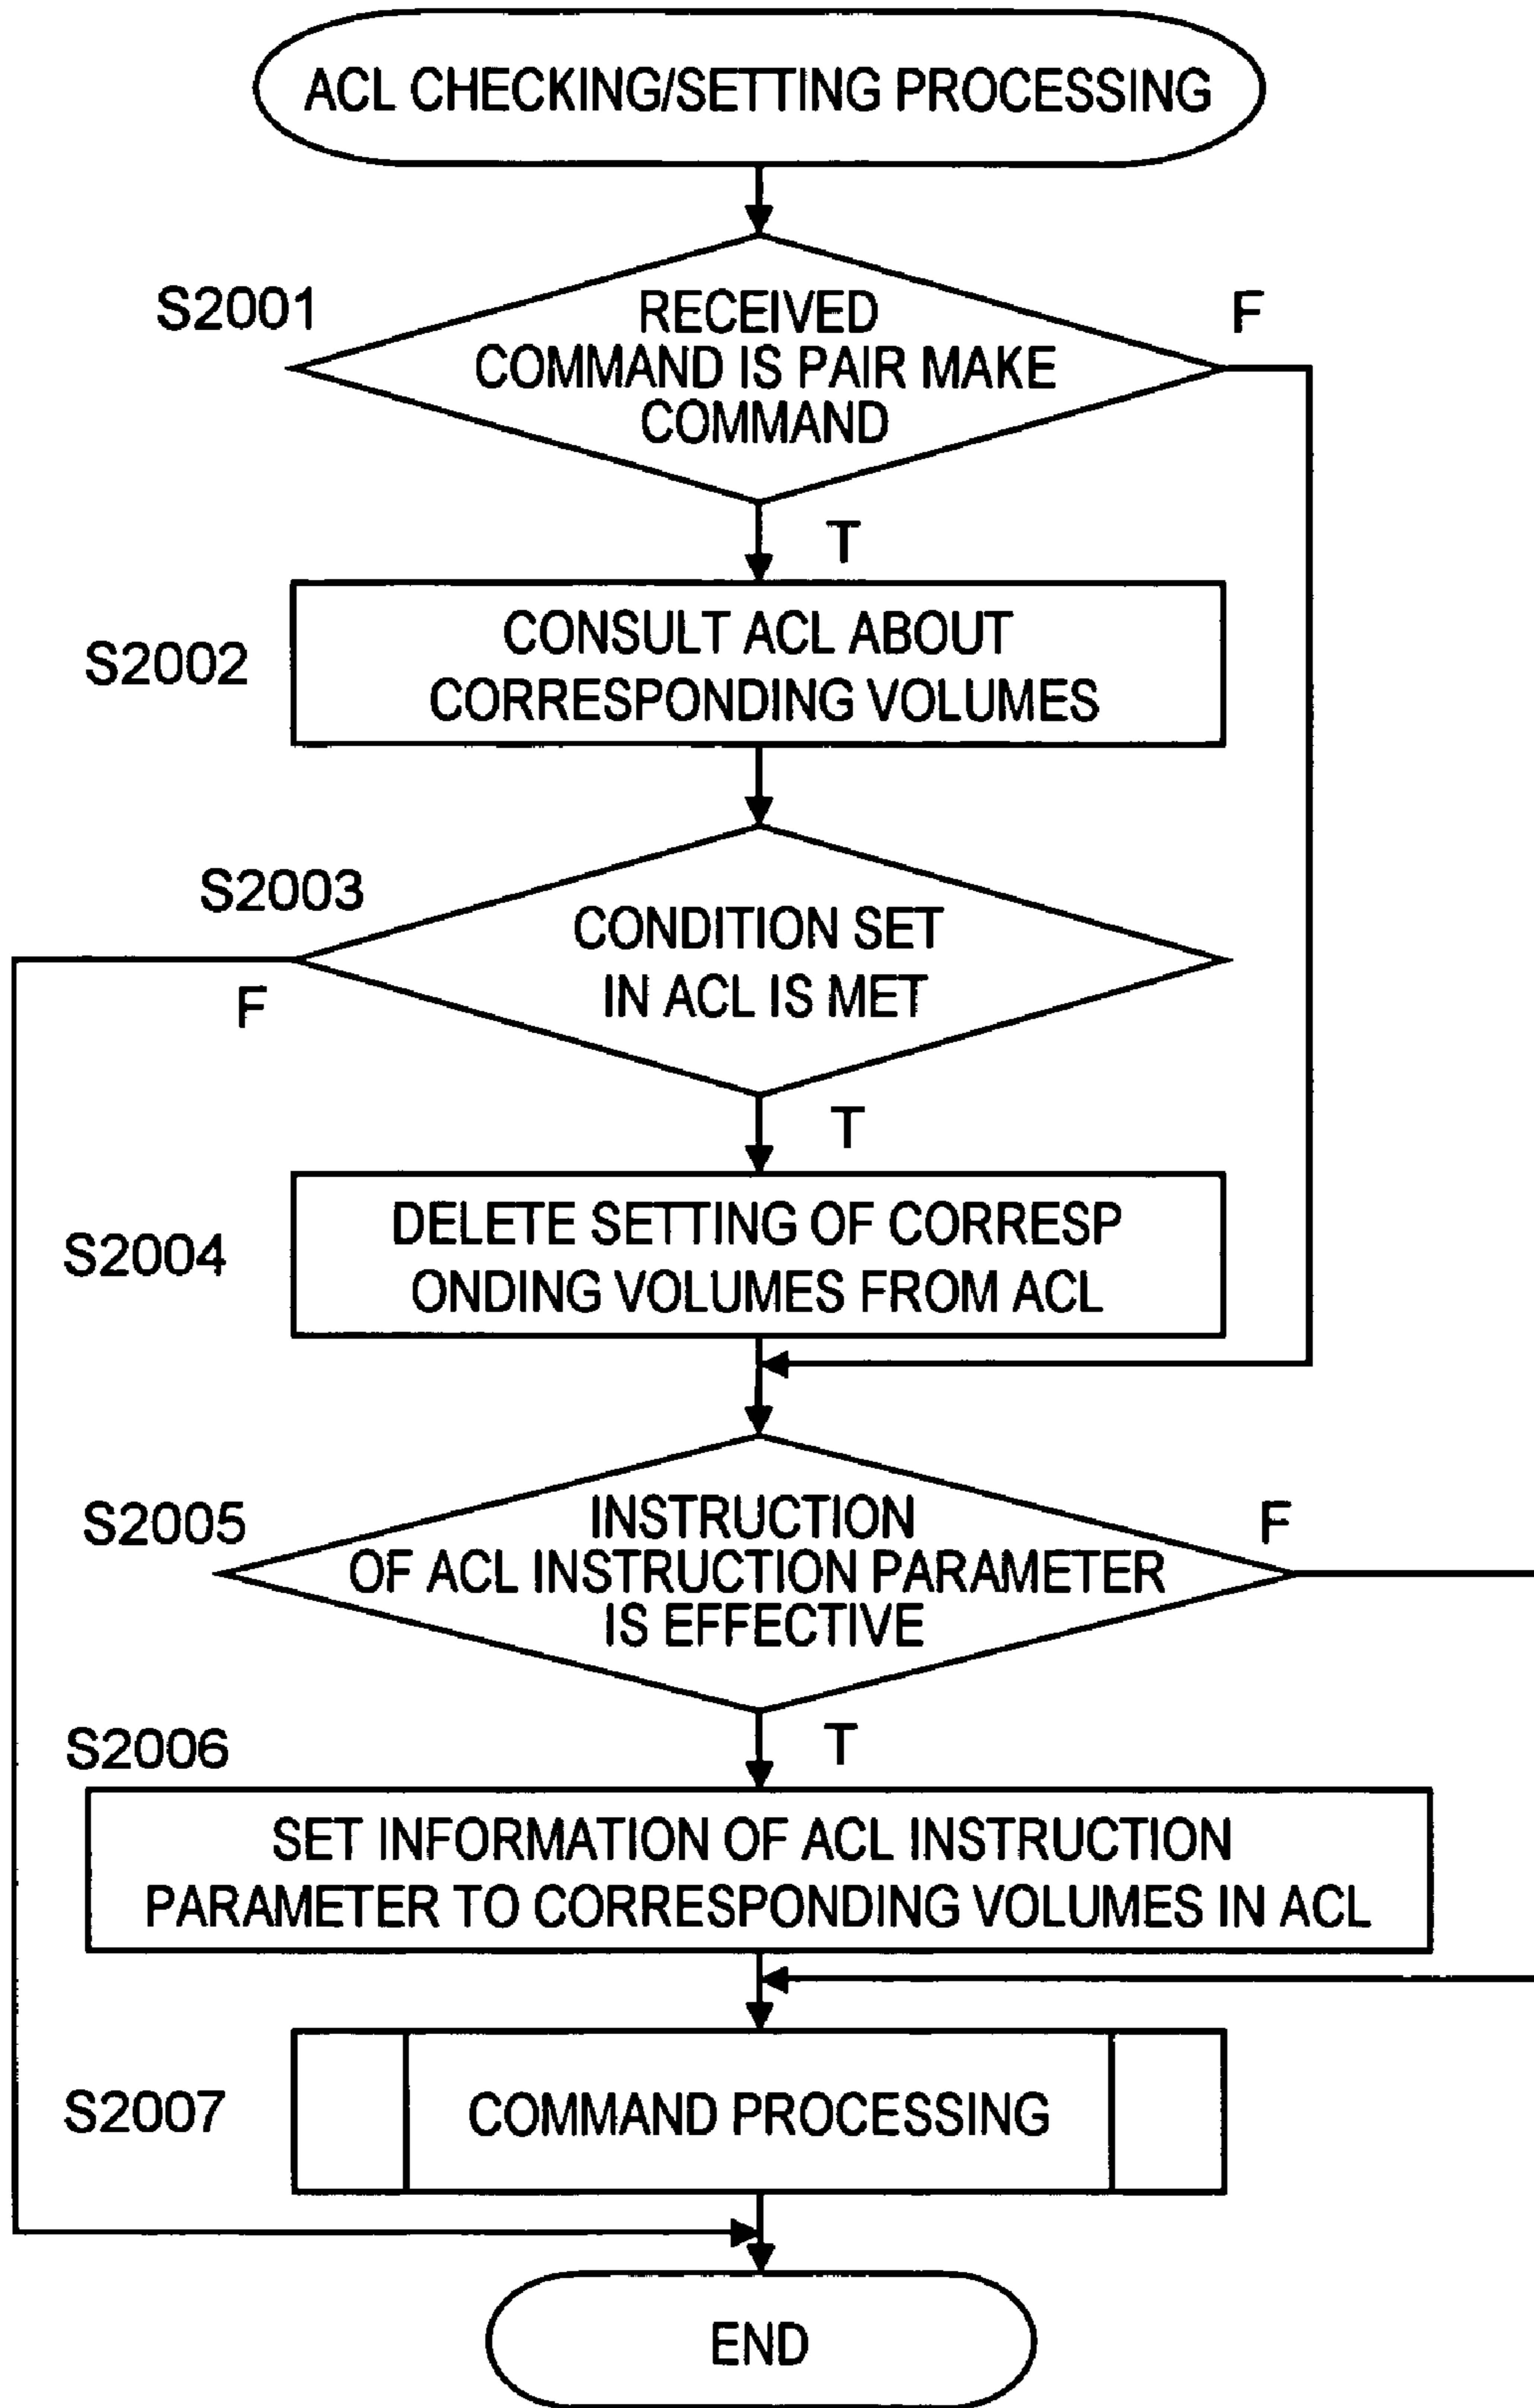 ACL CHECKING/SETTING PROCESSING
S2001
RECEIVED
COMMAND IS PAIR MAKE
COMMAND
F
T
S2002
CONSULT ACL ABOUT
CORRESPONDING VOLUMES
S2003
CONDITION SET
IN ACL IS MET
F
T
S2004
DELETE SETTING OF CORRESP
ONDING VOLUMES FROM ACL
S2005
INSTRUCTION
OF ACL INSTRUCTION PARAMETER
IS EFFECTIVE
F
T
S2006
SET INFORMATION OF ACL INSTRUCTION
PARAMETER TO CORRESPONDING VOLUMES IN ACL
S2007
COMMAND PROCESSING
END